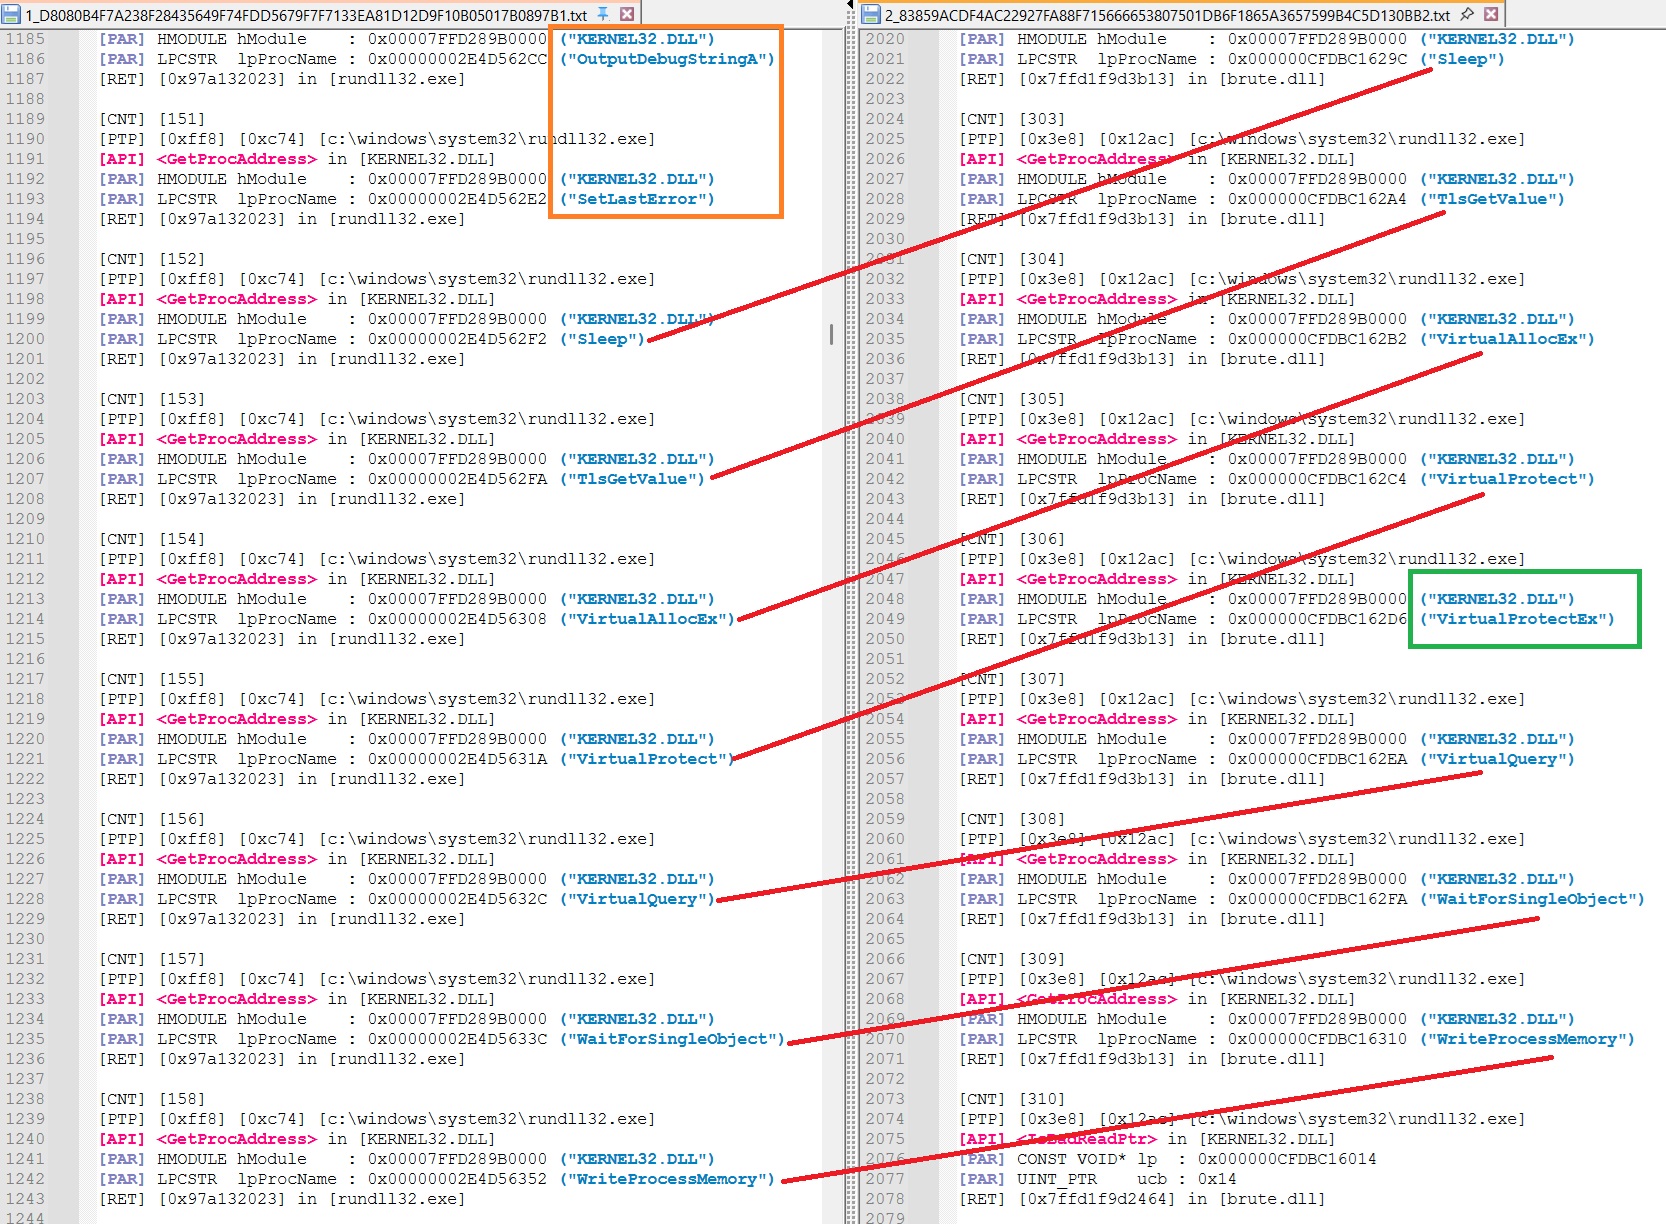 1_D8080B4F7A238F28435649F74FDD5679F7F7133EA81D12D9F10B05017B0897B1.txt
1185 [PAR] HMODULE hModule : 0x00007FFD289B0000 ("KERNEL32.DLL")
1186 [PAR] LPCSTR lpProcName : 0x00000002E4D562CC ("OutputDebugStringA")
1187 [RET] [0x97a132023] in [rundll32.exe]
1188
1189 [CNT] [151]
1190 [PTP] [0xff8] [0xc74] [c:\windows\system32\rundll32.exe]
1191 [API] <GetProcAddress> in [KERNEL32.DLL]
1192 [PAR] HMODULE hModule : 0x00007FFD289B0000 ("KERNEL32.DLL")
1193 [PAR] LPCSTR lpProcName : 0x00000002E4D562E2 ("SetLastError")
1194 [RET] [0x97a132023] in [rundll32.exe]
1195
1196 [CNT] [152]
1197 [PTP] [0xff8] [0xc74] [c:\windows\system32\rundll32.exe]
1198 [API] <GetProcAddress> in [KERNEL32.DLL]
1199 [PAR] HMODULE hModule : 0x00007FFD289B0000 ("KERNEL32.DLL")
1200 [PAR] LPCSTR lpProcName : 0x00000002E4D562F2 ("Sleep")
1201 [RET] [0x97a132023] in [rundll32.exe]
1202
1203 [CNT] [153]
1204 [PTP] [0xff8] [0xc74] [c:\windows\system32\rundll32.exe]
1205 [API] <GetProcAddress> in [KERNEL32.DLL]
1206 [PAR] HMODULE hModule : 0x00007FFD289B0000 ("KERNEL32.DLL")
1207 [PAR] LPCSTR lpProcName : 0x00000002E4D562FA ("TlsGetValue")
1208 [RET] [0x97a132023] in [rundll32.exe]
1209
1210 [CNT] [154]
1211 [PTP] [0xff8] [0xc74] [c:\windows\system32\rundll32.exe]
1212 [API] <GetProcAddress> in [KERNEL32.DLL]
1213 [PAR] HMODULE hModule : 0x00007FFD289B0000 ("KERNEL32.DLL")
1214 [PAR] LPCSTR lpProcName : 0x00000002E4D56308 ("VirtualAllocEx")
1215 [RET] [0x97a132023] in [rundll32.exe]
1216
1217 [CNT] [155]
1218 [PTP] [0xff8] [0xc74] [c:\windows\system32\rundll32.exe]
1219 [API] <GetProcAddress> in [KERNEL32.DLL]
1220 [PAR] HMODULE hModule : 0x00007FFD289B0000 ("KERNEL32.DLL")
1221 [PAR] LPCSTR lpProcName : 0x00000002E4D5631A ("VirtualProtect")
1222 [RET] [0x97a132023] in [rundll32.exe]
1223
1224 [CNT] [156]
1225 [PTP] [0xff8] [0xc74] [c:\windows\system32\rundll32.exe]
1226 [API] <GetProcAddress> in [KERNEL32.DLL]
1227 [PAR] HMODULE hModule : 0x00007FFD289B0000 ("KERNEL32.DLL")
1228 [PAR] LPCSTR lpProcName : 0x00000002E4D5632C ("VirtualQuery")
1229 [RET] [0x97a132023] in [rundll32.exe]
1230
1231 [CNT] [157]
1232 [PTP] [0xff8] [0xc74] [c:\windows\system32\rundll32.exe]
1233 [API] <GetProcAddress> in [KERNEL32.DLL]
1234 [PAR] HMODULE hModule : 0x00007FFD289B0000 ("KERNEL32.DLL")
1235 [PAR] LPCSTR lpProcName : 0x00000002E4D5633C ("WaitForSingleObject")
1236 [RET] [0x97a132023] in [rundll32.exe]
1237
1238 [CNT] [158]
1239 [PTP] [0xff8] [0xc74] [c:\windows\system32\rundll32.exe]
1240 [API] <GetProcAddress> in [KERNEL32.DLL]
1241 [PAR] HMODULE hModule : 0x00007FFD289B0000 ("KERNEL32.DLL")
1242 [PAR] LPCSTR lpProcName : 0x00000002E4D56352 ("WriteProcessMemory")
1243 [RET] [0x97a132023] in [rundll32.exe]
1244
2_83859ACDF4AC22927FA88F715666653807501DB6F1865A3657599B4C5D130BB2.txt
2020 [PAR] HMODULE hModule : 0x00007FFD289B0000 ("KERNEL32.DLL")
2021 [PAR] LPCSTR lpProcName : 0x000000CFDBC1629C ("Sleep")
2022 [RET] [0x7ffd1f9d3b13] in [brute.dll]
2023
2024 [CNT] [303]
2025 [PTP] [0x3e8] [0x12ac] [c:\windows\system32\rundll32.exe]
2026 [API] <GetProcAddress> in [KERNEL32.DLL]
2027 [PAR] HMODULE hModule : 0x00007FFD289B0000 ("KERNEL32.DLL")
2028 [PAR] LPCSTR lpProcName : 0x000000CFDBC162A4 ("TlsGetValue")
2029 [RET] [0x7ffd1f9d3b13] in [brute.dll]
2030
2031 [CNT] [304]
2032 [PTP] [0x3e8] [0x12ac] [c:\windows\system32\rundll32.exe]
2033 [API] <GetProcAddress> in [KERNEL32.DLL]
2034 [PAR] HMODULE hModule : 0x00007FFD289B0000 ("KERNEL32.DLL")
2035 [PAR] LPCSTR lpProcName : 0x000000CFDBC162B2 ("VirtualAllocEx")
2036 [RET] [0x7ffd1f9d3b13] in [brute.dll]
2037
2038 [CNT] [305]
2039 [PTP] [0x3e8] [0x12ac] [c:\windows\system32\rundll32.exe]
2040 [API] <GetProcAddress> in [KERNEL32.DLL]
2041 [PAR] HMODULE hModule : 0x00007FFD289B0000 ("KERNEL32.DLL")
2042 [PAR] LPCSTR lpProcName : 0x000000CFDBC162C4 ("VirtualProtect")
2043 [RET] [0x7ffd1f9d3b13] in [brute.dll]
2044
2045 [CNT] [306]
2046 [PTP] [0x3e8] [0x12ac] [c:\windows\system32\rundll32.exe]
2047 [API] <GetProcAddress> in [KERNEL32.DLL]
2048 [PAR] HMODULE hModule : 0x00007FFD289B0000 ("KERNEL32.DLL")
2049 [PAR] LPCSTR lpProcName : 0x000000CFDBC162D6 ("VirtualProtectEx")
2050 [RET] [0x7ffd1f9d3b13] in [brute.dll]
2051
2052 [CNT] [307]
2053 [PTP] [0x3e8] [0x12ac] [c:\windows\system32\rundll32.exe]
2054 [API] <GetProcAddress> in [KERNEL32.DLL]
2055 [PAR] HMODULE hModule : 0x00007FFD289B0000 ("KERNEL32.DLL")
2056 [PAR] LPCSTR lpProcName : 0x000000CFDBC162EA ("VirtualQuery")
2057 [RET] [0x7ffd1f9d3b13] in [brute.dll]
2058
2059 [CNT] [308]
2060 [PTP] [0x3e8] [0x12ac] [c:\windows\system32\rundll32.exe]
2061 [API] <GetProcAddress> in [KERNEL32.DLL]
2062 [PAR] HMODULE hModule : 0x00007FFD289B0000 ("KERNEL32.DLL")
2063 [PAR] LPCSTR lpProcName : 0x000000CFDBC162FA ("WaitForSingleObject")
2064 [RET] [0x7ffd1f9d3b13] in [brute.dll]
2065
2066 [CNT] [309]
2067 [PTP] [0x3e8] [0x12ac] [c:\windows\system32\rundll32.exe]
2068 [API] <GetProcAddress> in [KERNEL32.DLL]
2069 [PAR] HMODULE hModule : 0x00007FFD289B0000 ("KERNEL32.DLL")
2070 [PAR] LPCSTR lpProcName : 0x000000CFDBC16310 ("WriteProcessMemory")
2071 [RET] [0x7ffd1f9d3b13] in [brute.dll]
2072
2073 [CNT] [310]
2074 [PTP] [0x3e8] [0x12ac] [c:\windows\system32\rundll32.exe]
2075 [API] <IsBadReadPtr> in [KERNEL32.DLL]
2076 [PAR] CONST VOID* lp : 0x000000CFDBC16014
2077 [PAR] UINT_PTR ucb : 0x14
2078 [RET] [0x7ffd1f9d2464] in [brute.dll]
2079